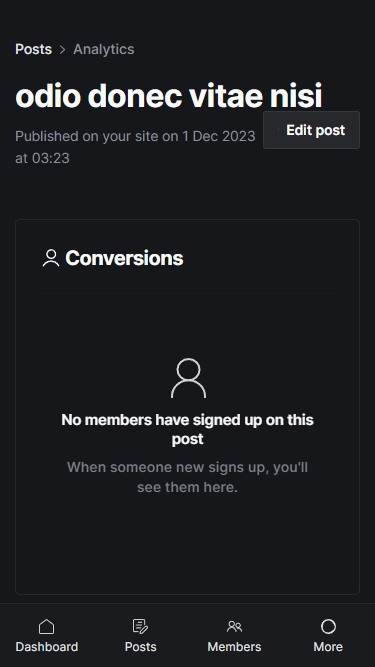 Posts > Analytics
odio donec vitae nisi
Published on your site on 1 Dec 2023
at 03:23
Edit post
Conversions
No members have signed up on this
post
When someone new signs up, you'll
see them here.
Dashboard
Posts
Members
More